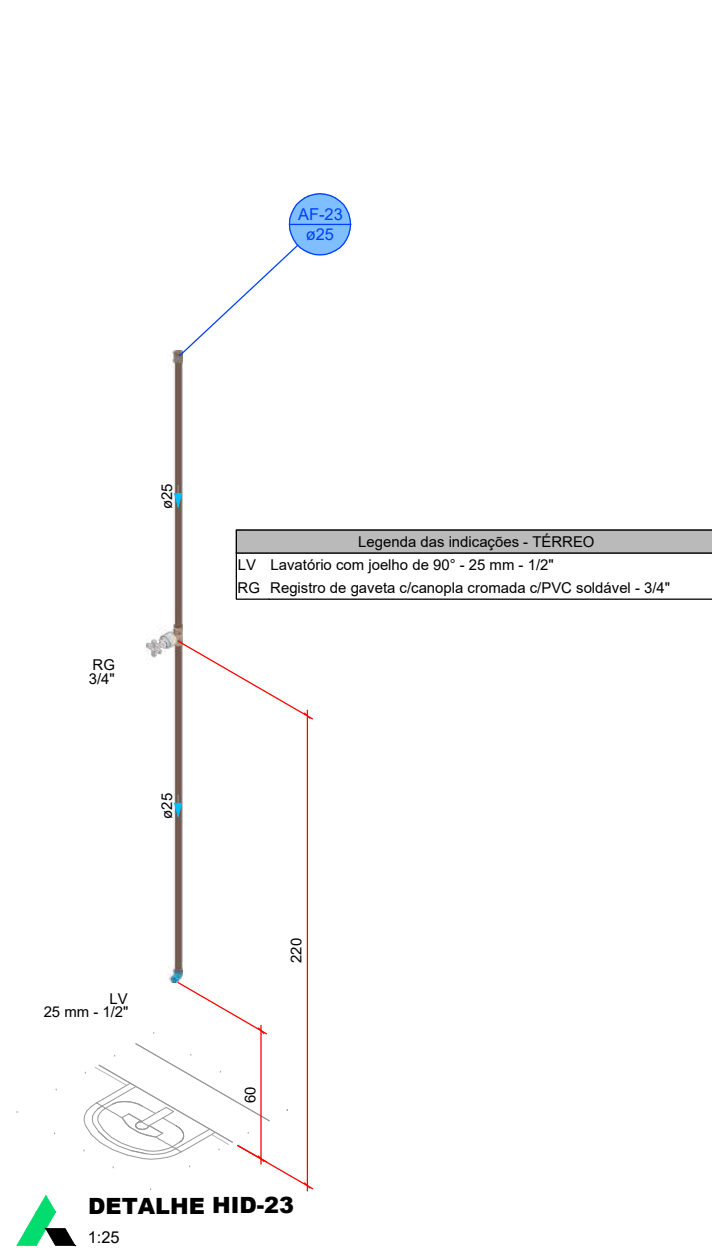 AF-23
ø25
ø25
Legenda das indicações - TÉRREO
LV Lavatório com joelho de 90° - 25 mm - 1/2"
RG Registro de gaveta c/canopla cromada c/PVC soldável - 3/4"
RG
3/4"
ø25
220
LV
25 mm - 1/2"
60
DETALHE HID-23
1:25